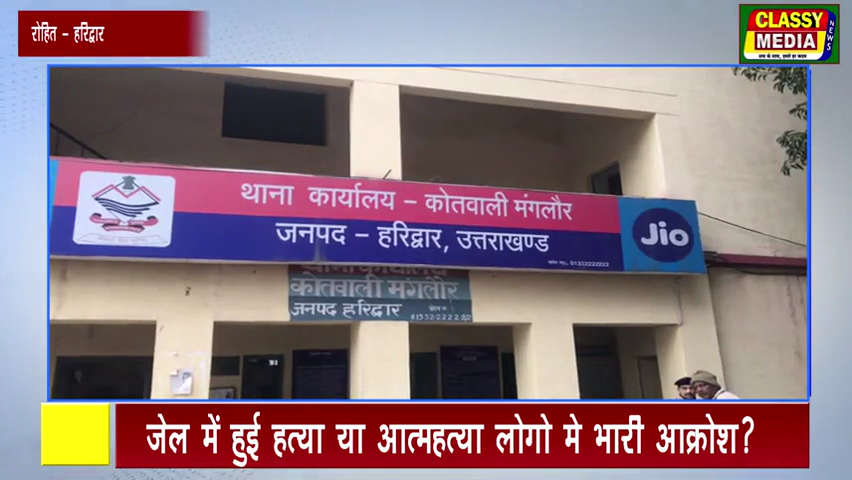 रोहित - हरिद्वार
CLASSY
MEDIA
NEWS
थाना कार्यालय - कोतवाली मंगलौर
जनपद - हरिद्वार, उत्तराखण्ड
Jio
थाना कार्यालय
कोतवाली मंगलौर
जनपद हरिद्वार
जेल में हुई हत्या या आत्महत्या लोगो मे भारी आक्रोश?